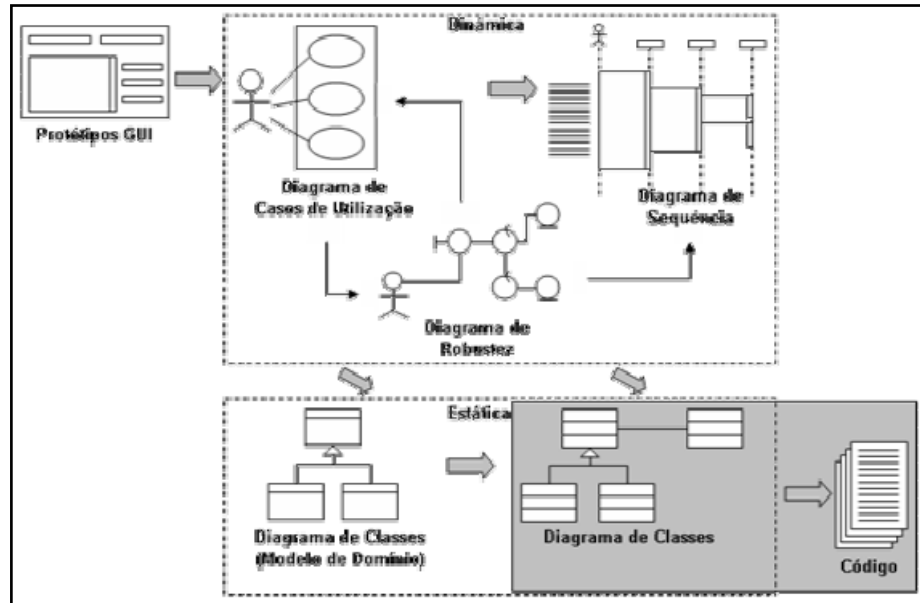 Dinâmica
Protótipos GUI
Diagrama de
Casos de Utilização
Diagrama de
Sequência
Diagrama de
Robustez
Estática
Diagrama de Classes
(Modelo de Domínio)
Diagrama de Classes
Código